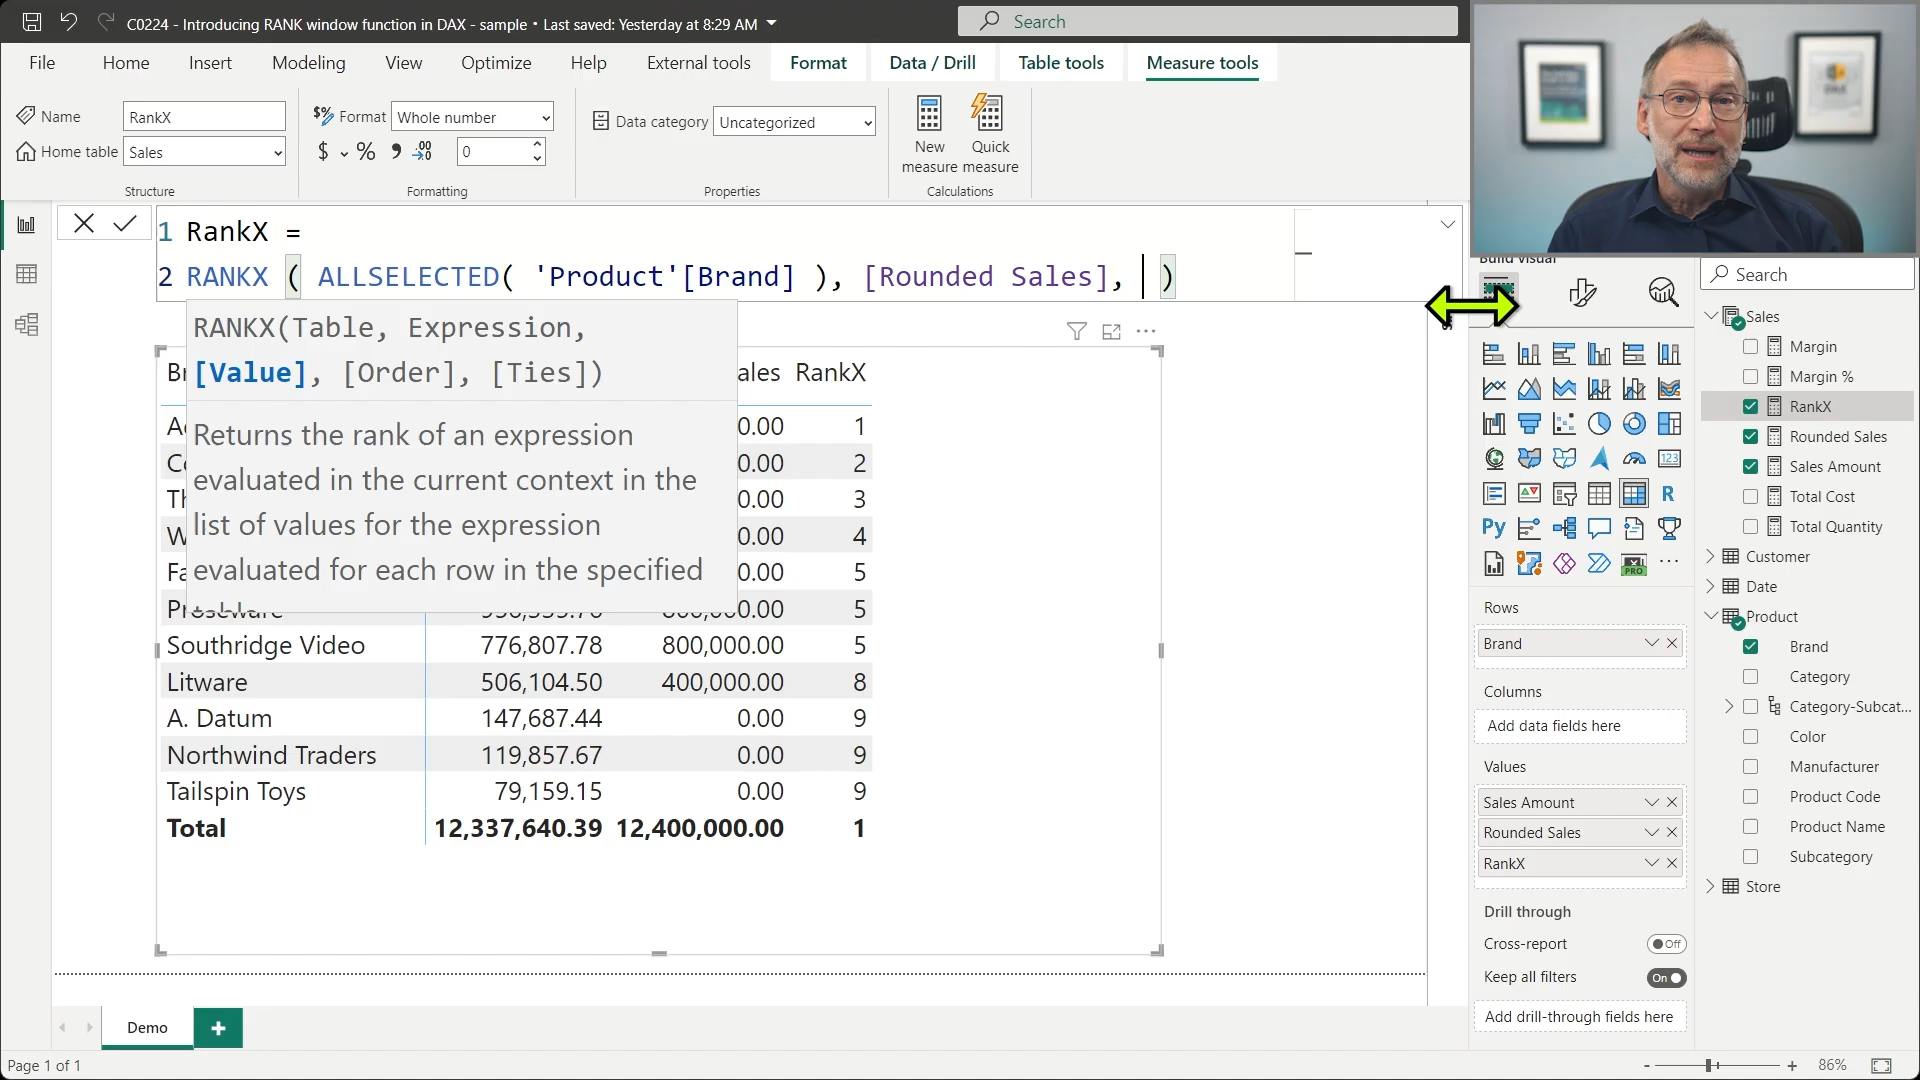 C0224 - Introducing RANK window function in DAX - sample • Last saved: Yesterday at 8:29 AM
Search
File Home Insert Modeling View Optimize Help External tools Format Data / Drill Table tools Measure tools
Name RankX
Home table Sales
Structure
Format Whole number
$ % 0
Formatting
Data category Uncategorized
Properties
New measure
Quick measure
Calculations
1 RankX =
2 RANKX ( ALLSELECTED( 'Product'[Brand] ), [Rounded Sales], )
RANKX(Table, Expression,
[Value], [Order], [Ties])
Returns the rank of an expression
evaluated in the current context in the
list of values for the expression
evaluated for each row in the specified
ales RankX
0.00 1
0.00 2
0.00 3
0.00 4
0.00 5
0.00 5
Southridge Video 776,807.78 800,000.00 5
Litware 506,104.50 400,000.00 8
A. Datum 147,687.44 0.00 9
Northwind Traders 119,857.67 0.00 9
Tailspin Toys 79,159.15 0.00 9
Total 12,337,640.39 12,400,000.00 1
Build visual
123
R
Py
PRO
Rows
Brand
Columns
Add data fields here
Values
Sales Amount
Rounded Sales
RankX
Drill through
Cross-report Off
Keep all filters On
Add drill-through fields here
Search
Sales
Margin
Margin %
RankX
Rounded Sales
Sales Amount
Total Cost
Total Quantity
Customer
Date
Product
Brand
Category
Category-Subcat...
Color
Manufacturer
Product Code
Product Name
Subcategory
Store
Demo
+
Page 1 of 1
- + 86%